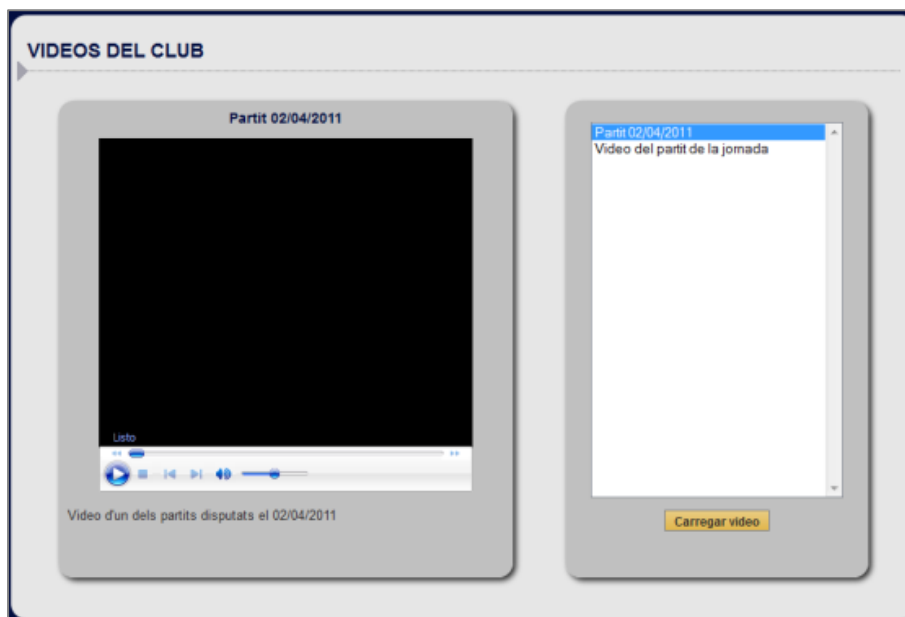 VIDEOS DEL CLUB
Partit 02/04/2011
Listo
Video d'un dels partits disputats el 02/04/2011
Partit 02/04/2011
Video del partit de la jornada
Carregar video